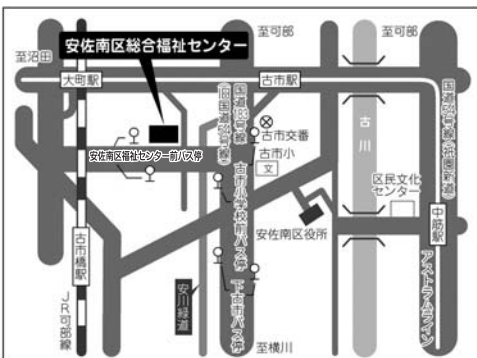 安佐南区総合福祉センター
至可部
至可部
至沼田
大町駅
古市駅
国道183号線
(旧国道54号線)
国道54号線(祇園新道)
古市交番
古市小
文
安佐南区福祉センター前バス停
古川
区民文化
センター
中筋駅
古市小学校前バス停
安佐南区役所
古市橋駅
安川緑道
下古市バス停
アストラムライン
JR可部線
至横川